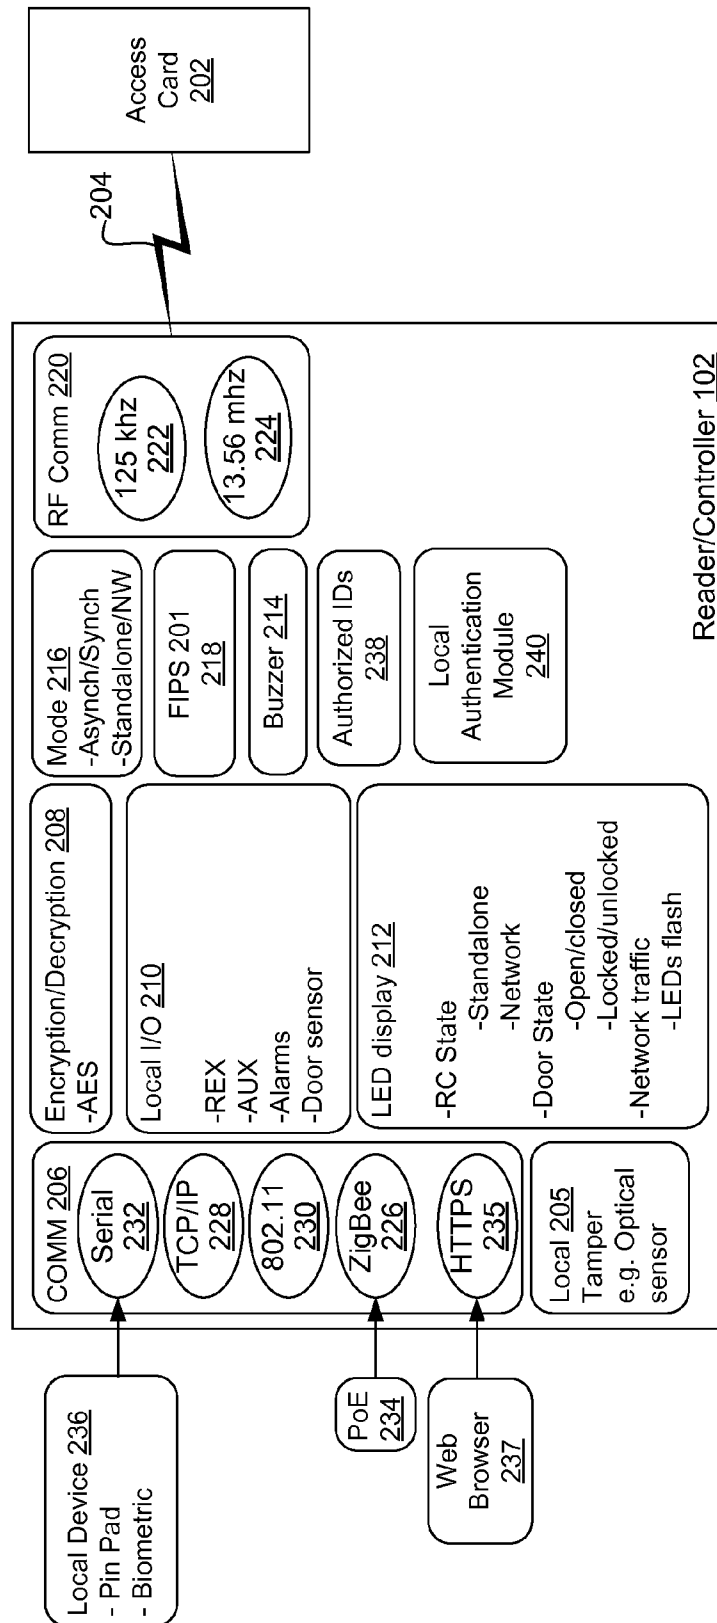 Local Device 236
- Pin Pad
- Biometric
PoE
234
Web
Browser
237
COMM 206
Serial
232
TCP/IP
228
802.11
230
ZigBee
226
HTTPS
235
Local 205
Tamper
e.g. Optical
sensor
Encryption/Decryption 208
-AES
Local I/O 210
-REX
-AUX
-Alarms
-Door sensor
LED display 212
-RC State
-Standalone
-Network
-Door State
-Open/closed
-Locked/unlocked
-Network traffic
-LEDs flash
Mode 216
-Asynch/Synch
-Standalone/NW
FIPS 201
218
Buzzer 214
Authorized IDs
238
Local
Authentication
Module
240
RF Comm 220
125 khz
222
13.56 mhz
224
Reader/Controller 102
204
Access
Card
202